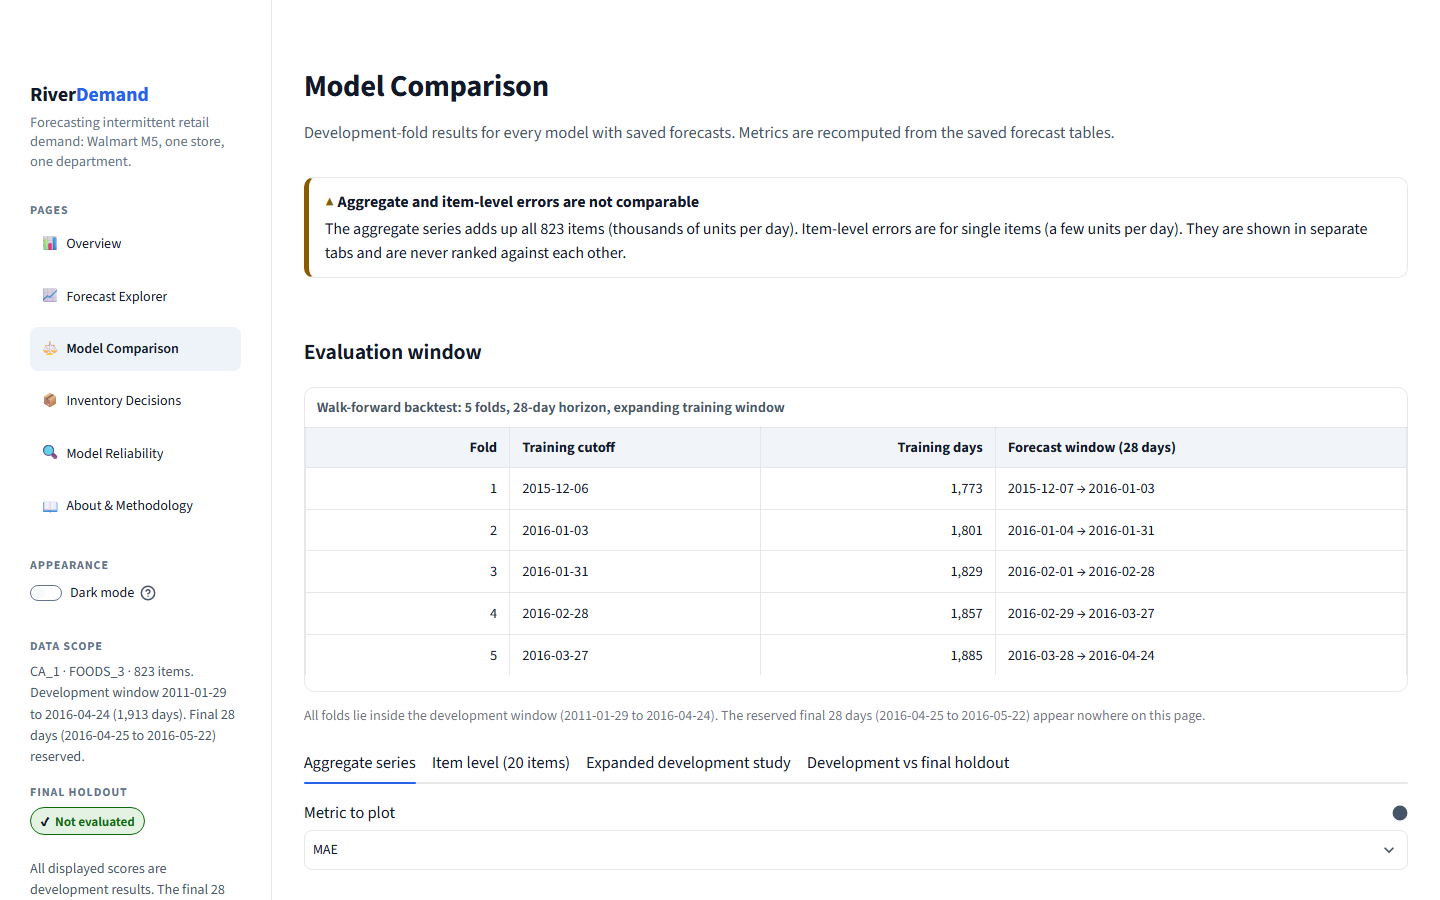 RiverDemand
Forecasting intermittent retail
demand: Walmart M5, one store,
one department.
PAGES
Overview
Forecast Explorer
Model Comparison
Inventory Decisions
Model Reliability
About & Methodology
APPEARANCE
Dark mode
DATA SCOPE
CA_1 · FOODS_3 · 823 items.
Development window 2011-01-29
to 2016-04-24 (1,913 days). Final 28
days (2016-04-25 to 2016-05-22)
reserved.
FINAL HOLDOUT
✓ Not evaluated
All displayed scores are
development results. The final 28
Model Comparison
Development-fold results for every model with saved forecasts. Metrics are recomputed from the saved forecast tables.
▲ Aggregate and item-level errors are not comparable
The aggregate series adds up all 823 items (thousands of units per day). Item-level errors are for single items (a few units per day). They are shown in separate
tabs and are never ranked against each other.
Evaluation window
Walk-forward backtest: 5 folds, 28-day horizon, expanding training window
Fold Training cutoff Training days Forecast window (28 days)
1 2015-12-06 1,773 2015-12-07 → 2016-01-03
2 2016-01-03 1,801 2016-01-04 → 2016-01-31
3 2016-01-31 1,829 2016-02-01 → 2016-02-28
4 2016-02-28 1,857 2016-02-29 → 2016-03-27
5 2016-03-27 1,885 2016-03-28 → 2016-04-24
All folds lie inside the development window (2011-01-29 to 2016-04-24). The reserved final 28 days (2016-04-25 to 2016-05-22) appear nowhere on this page.
Aggregate series Item level (20 items) Expanded development study Development vs final holdout
Metric to plot
MAE